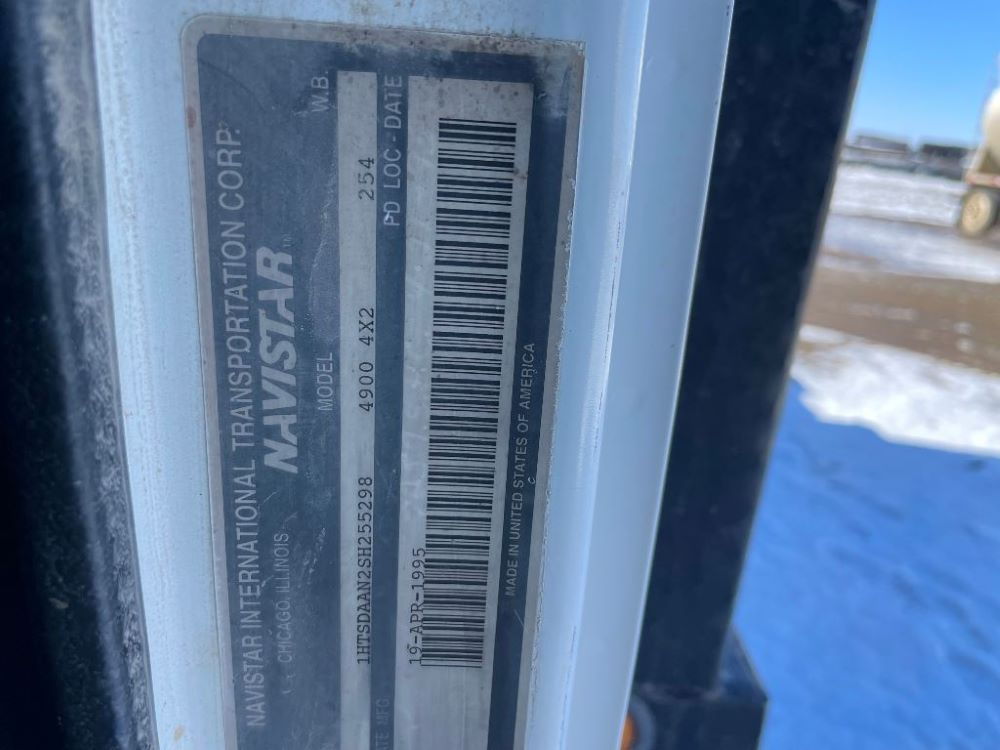 NAVISTAR INTERNATIONAL TRANSPORTATION CORP.
CHICAGO, ILLINOIS
NAVISTAR
MODEL W.B.
1HTSDAAN2SH255298 4900 4X2 254
MFG PD LOC - DATE
19-APR-1995
MADE IN UNITED STATES OF AMERICA